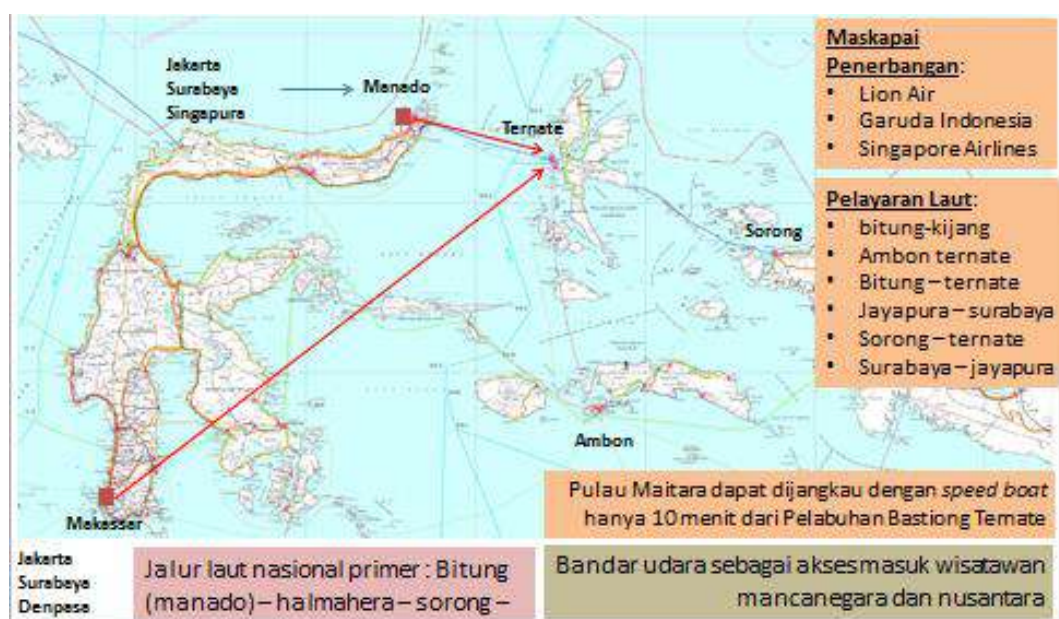 Jakarta
Surabaya
Singapura
Manado
Ternate
Sorong
Ambon
Makassar
Maskapai
Penerbangan:
• Lion Air
• Garuda Indonesia
• Singapore Airlines
Pelayaran Laut:
• bitung-kijang
• Ambon ternate
• Bitung – ternate
• Jayapura – surabaya
• Sorong – ternate
• Surabaya – jayapura
Pulau Maitara dapat dijangkau dengan speed boat
hanya 10 menit dari Pelabuhan Bastiong Ternate
Jakarta
Surabaya
Denpasa
Jalur laut nasional primer : Bitung
(manado) – halmahera – sorong –
Bandar udara sebagai akses masuk wisatawan
mancanegara dan nusantara